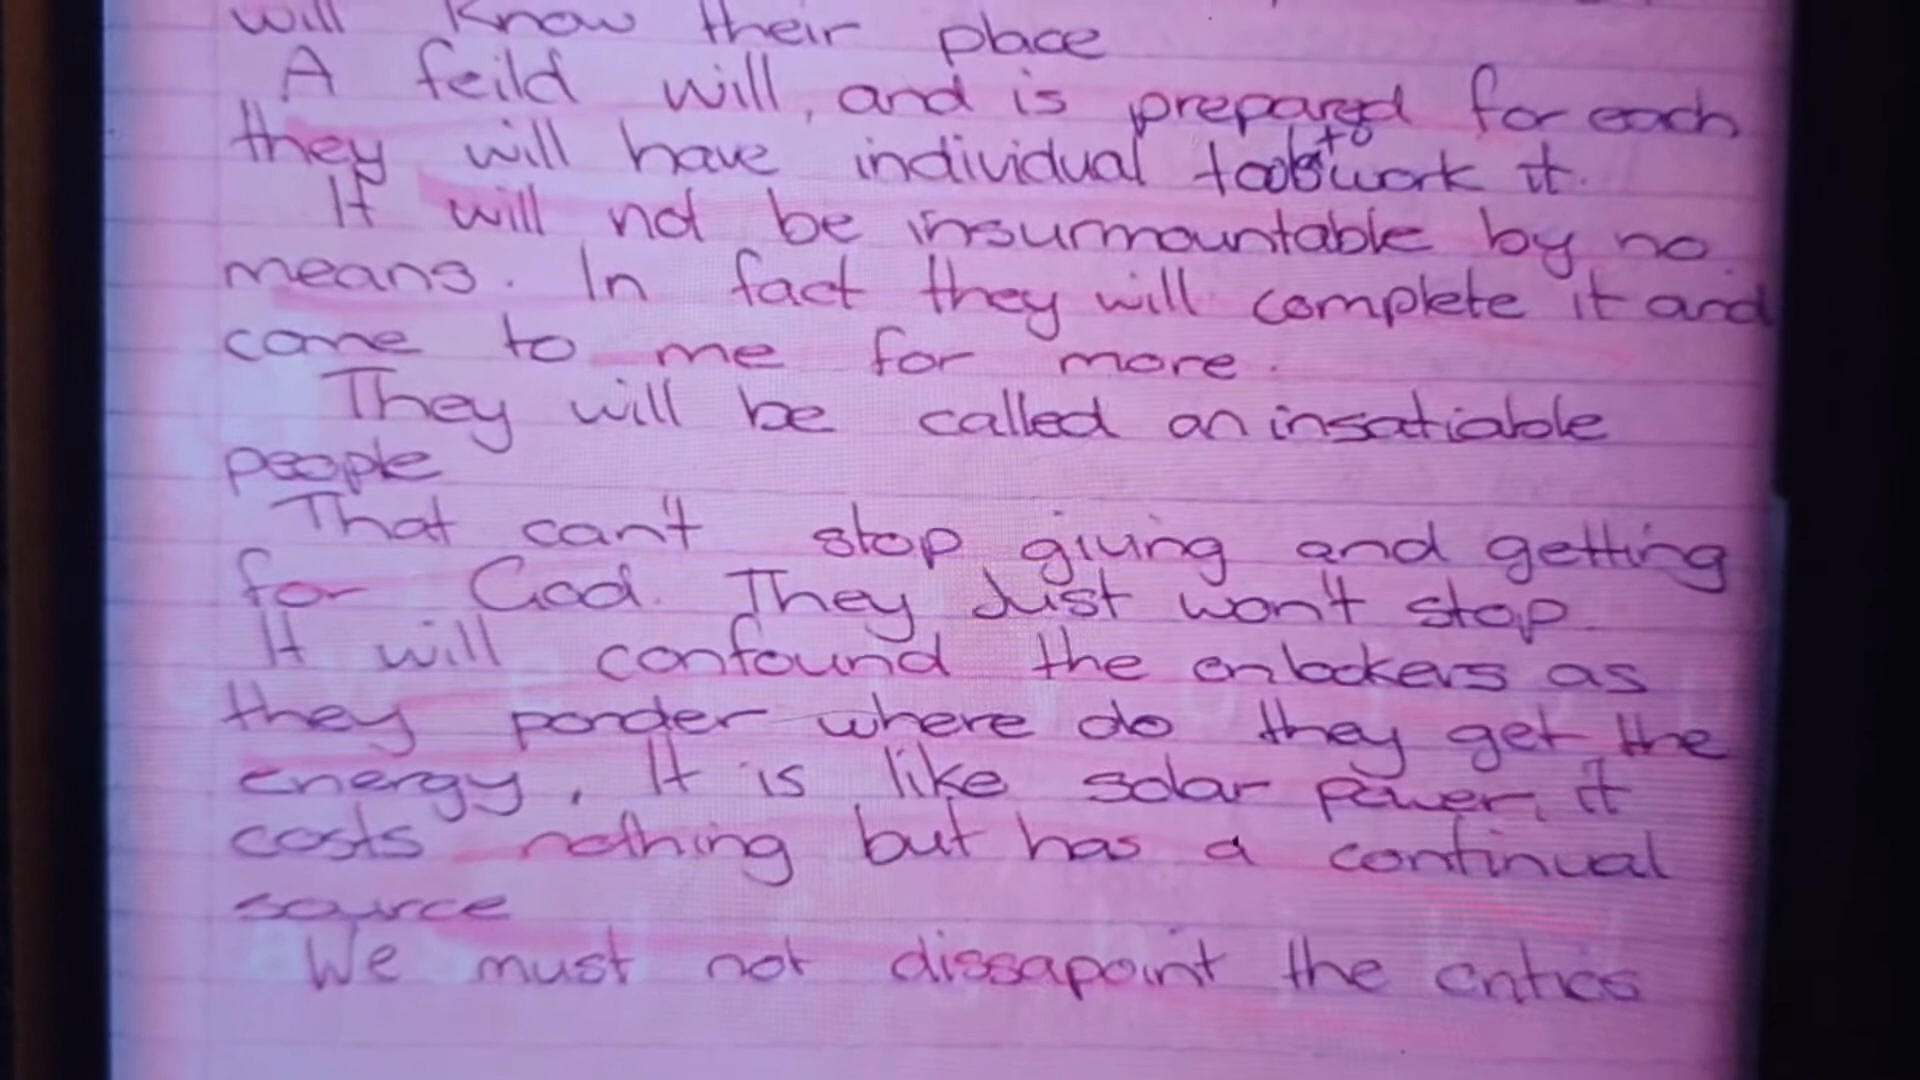 will know their place
A feild will, and is prepared for each
they will have individual tools to work it.
It will not be insurmountable by no
means. In fact they will complete it and
come to me for more.
They will be called an insatiable
people
That can't stop giving and getting
for God. They Just won't stop
It will confound the onlookers as
they ponder where do they get the
energy. It is like solar power, it
costs nothing but has a continual
source
We must not dissapoint the critics